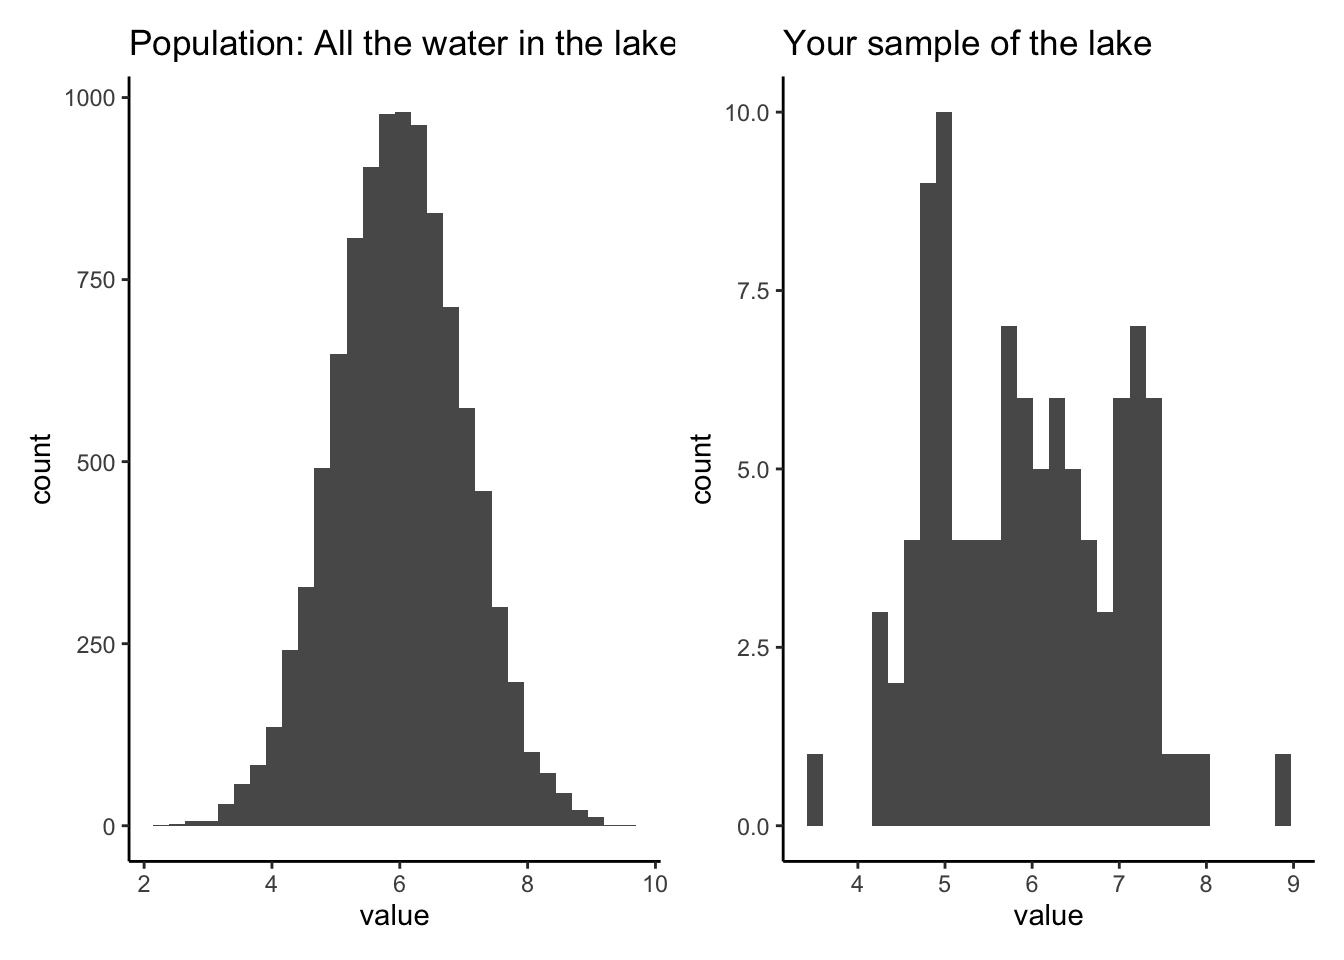 Population: All the water in the lake
1000
750
500
250
0
count
2 4 6 8 10
value
Your sample of the lake
10.0
7.5
5.0
2.5
0.0
count
4 5 6 7 8 9
value